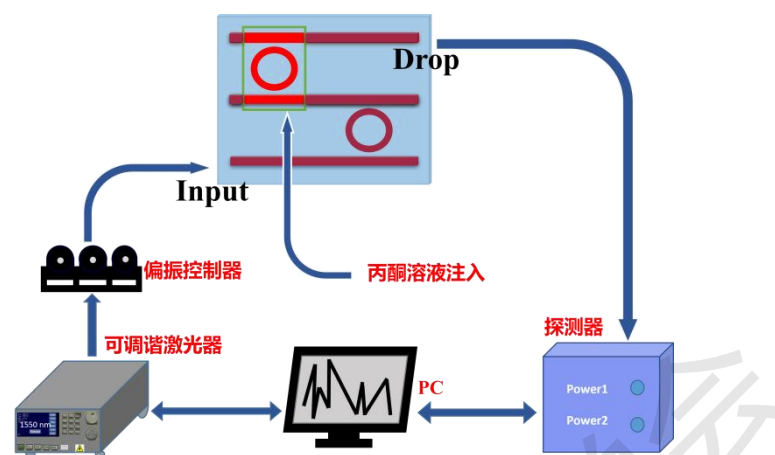 Drop
Input
偏振控制器
丙酮溶液注入
可调谐激光器
探测器
1550 nm
PC
Power1
Power2